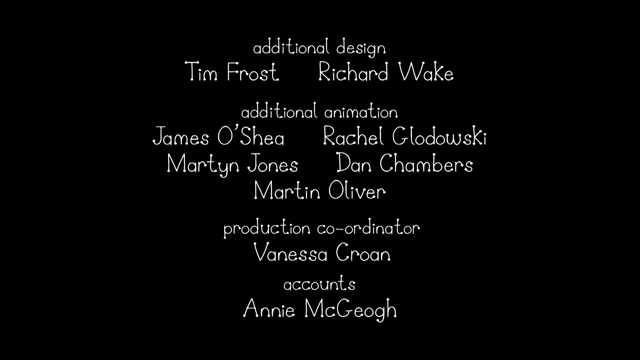 additional design
Tim Frost Richard Wake
additional animation
James O'Shea Rachel Glodowski
Martyn Jones Dan Chambers
Martin Oliver
production co-ordinator
Vanessa Croan
accounts
Annie McGeogh